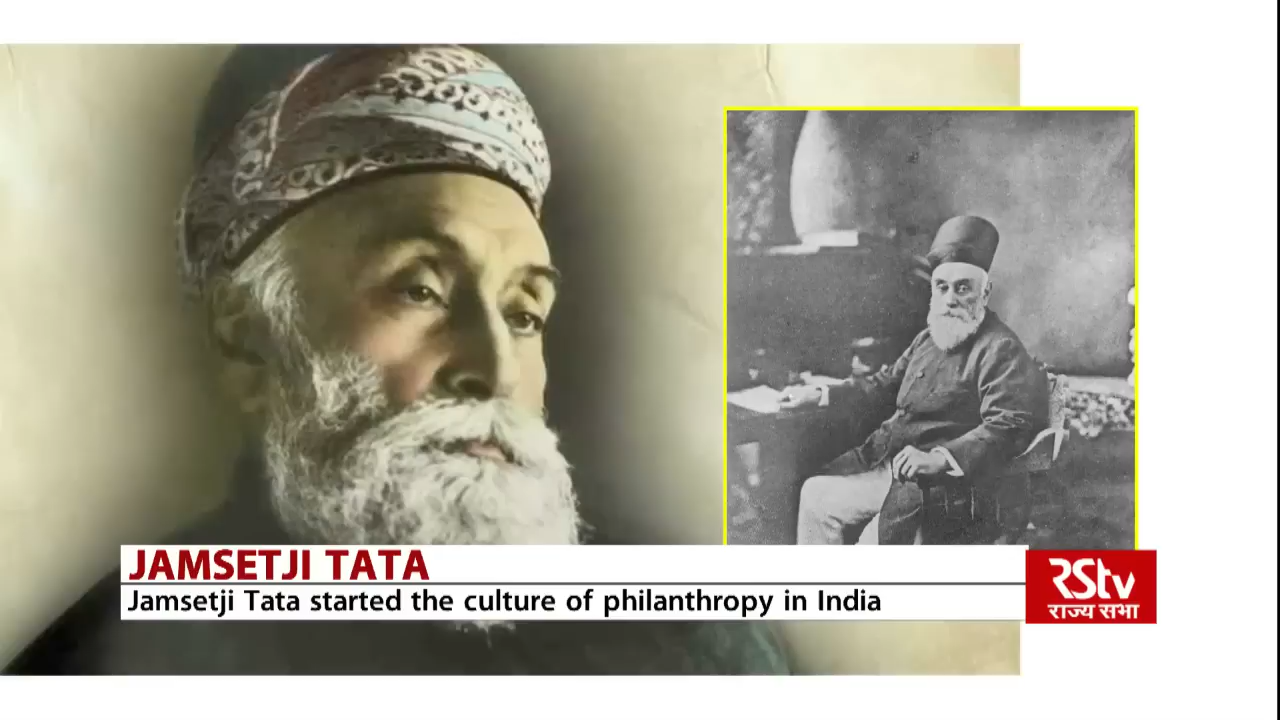 JAMSETJI TATA
Jamsetji Tata started the culture of philanthropy in India
RStv
राज्य सभा